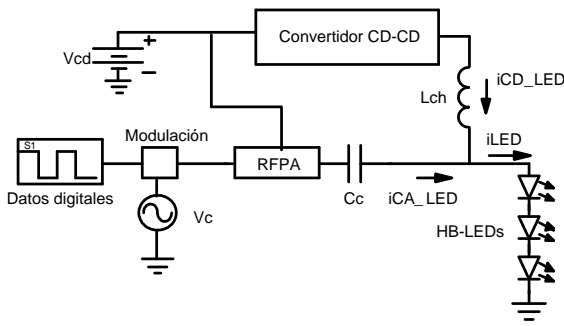 Convertidor CD-CD
Vcd
+
−
Lch
iCD_LED
S1
Modulación
iLED
RFPA
Datos digitales
Vc
Cc
iCA_LED
HB-LEDs